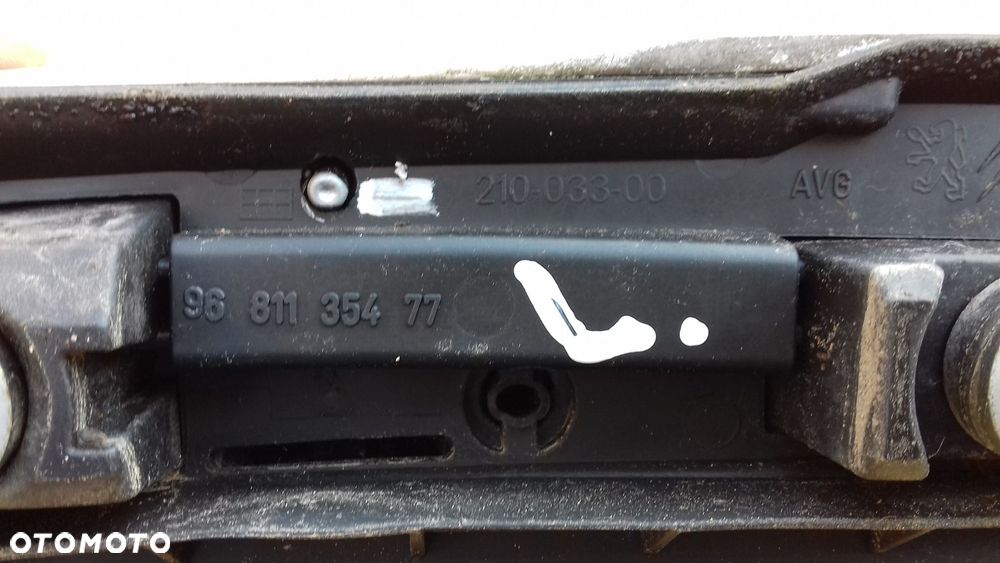 210-033-00
AVG
96 811 354 77
L.
OTOMOTO